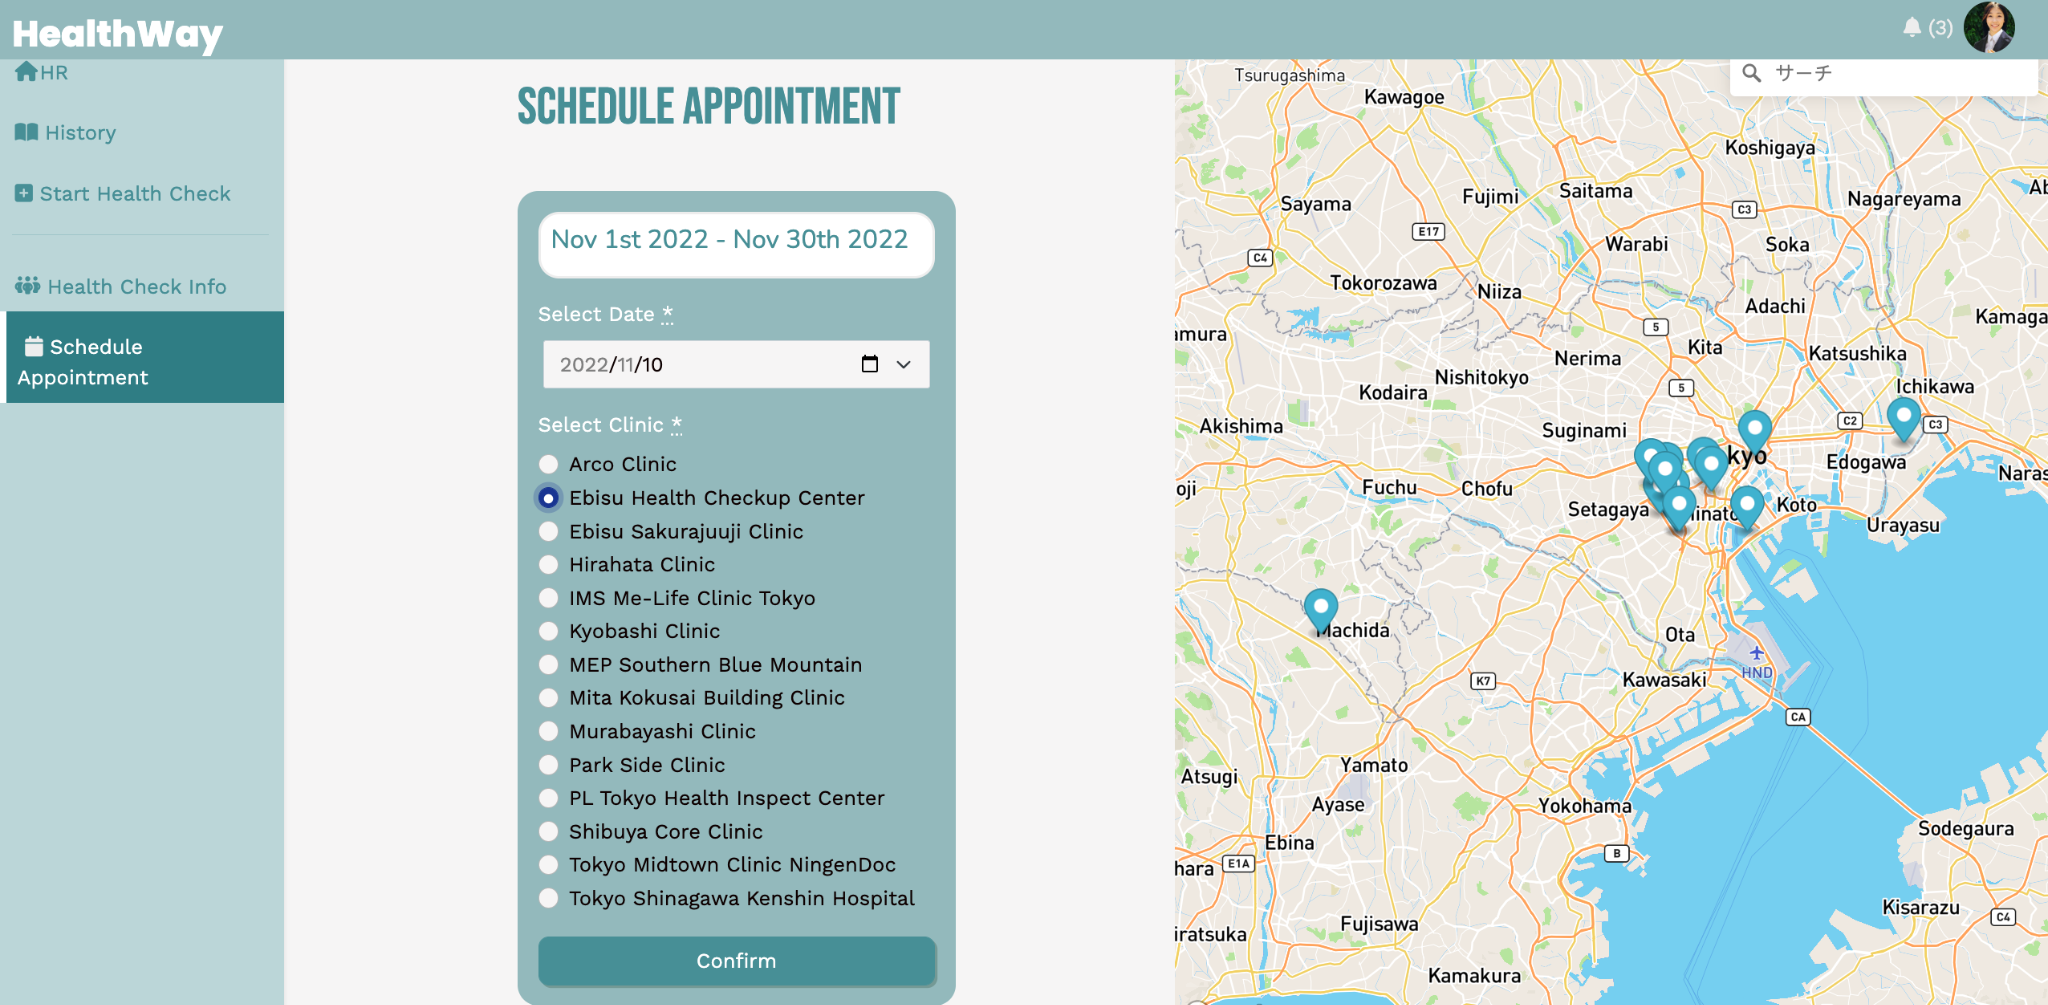 HealthWay
(3)
HR
History
Start Health Check
Health Check Info
Schedule
Appointment
SCHEDULE APPOINTMENT
Nov 1st 2022 - Nov 30th 2022
Select Date *
2022/11/10
Select Clinic *
Arco Clinic
Ebisu Health Checkup Center
Ebisu Sakurajuuji Clinic
Hirahata Clinic
IMS Me-Life Clinic Tokyo
Kyobashi Clinic
MEP Southern Blue Mountain
Mita Kokusai Building Clinic
Murabayashi Clinic
Park Side Clinic
PL Tokyo Health Inspect Center
Shibuya Core Clinic
Tokyo Midtown Clinic NingenDoc
Tokyo Shinagawa Kenshin Hospital
Confirm
サーチ
Tsurugashima
Kawagoe
Koshigaya
Ab
Sayama
Fujimi
Saitama
Nagareyama
C3
E17
Warabi
Soka
C4
Tokorozawa
Niiza
Adachi
Kamaga
amura
5
Kita
Katsushika
Nerima
Nishitokyo
Kodaira
5
Ichikawa
Akishima
Suginami
C2
C3
kyo
Edogawa
Naras
oji
Fuchu
Chofu
Setagaya
inato
Koto
Urayasu
Machida
Ota
HND
Kawasaki
K7
CA
Atsugi
Yamato
Ayase
Yokohama
Ebina
Sodegaura
hara
E1A
B
Kisarazu
C4
iratsuka
Fujisawa
Kamakura